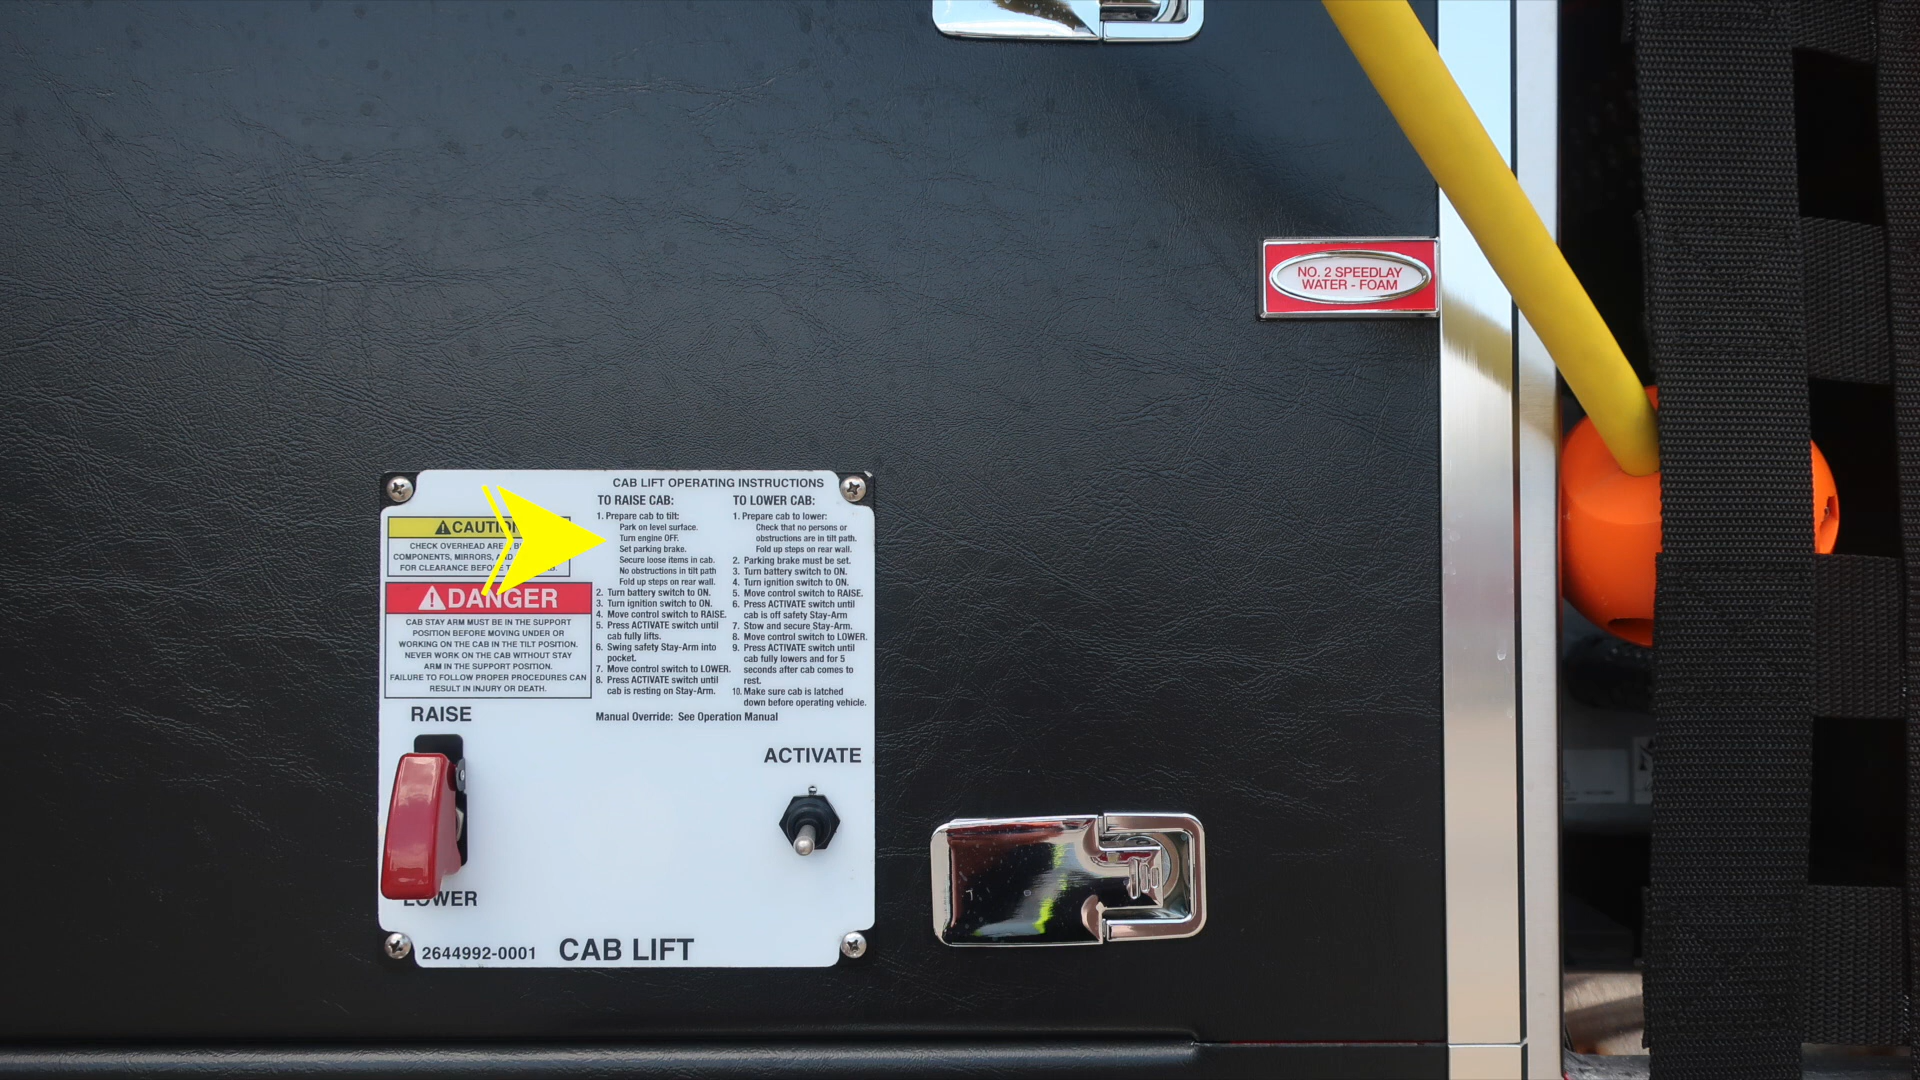 NO. 2 SPEEDLAY
WATER - FOAM
CAB LIFT OPERATING INSTRUCTIONS
CHECK OVERHEAD
COMPONENTS, MIRRORS,
FOR CLEARANCE
DANGER
CAB STAY ARM MUST BE IN THE SUPPORT
POSITION BEFORE MOVING UNDER OR
WORKING ON THE CAB IN THE TILT POSITION.
NEVER WORK ON THE CAB WITHOUT STAY
ARM IN THE SUPPORT POSITION.
FAILURE TO FOLLOW PROPER PROCEDURES CAN
RESULT IN INJURY OR DEATH.
TO RAISE CAB:
1. Prepare cab to tilt:
Park on level surface.
Turn engine OFF.
Set parking brake.
Secure loose items in cab.
No obstructions in tilt path
Fold up steps on rear wall.
2. Turn battery switch to ON.
3. Turn ignition switch to ON.
4. Move control switch to RAISE.
5. Press ACTIVATE switch until
cab fully lifts.
6. Swing safety Stay-Arm into
pocket.
7. Move control switch to LOWER.
8. Press ACTIVATE switch until
cab is resting on Stay-Arm.
TO LOWER CAB:
1. Prepare cab to lower:
Check that no persons or
obstructions are in tilt path.
Fold up steps on rear wall.
2. Parking brake must be set.
3. Turn battery switch to ON.
4. Turn ignition switch to ON.
5. Move control switch to RAISE.
6. Press ACTIVATE switch until
cab is off safety Stay-Arm
7. Stow and secure Stay-Arm.
8. Move control switch to LOWER.
9. Press ACTIVATE switch until
cab fully lowers and for 5
seconds after cab comes to
rest.
10. Make sure cab is latched
down before operating vehicle.
Manual Override: See Operation Manual
RAISE
ACTIVATE
LOWER
2644992-0001 CAB LIFT